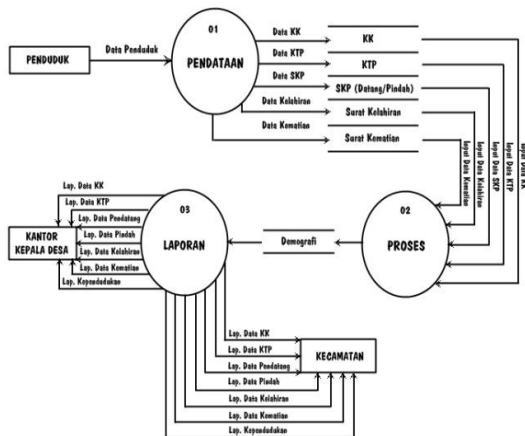 01
PENDATAAN
PENDUDUK
Data Penduduk
Data KK
Data KTP
Data SKP
Data Kelahiran
Data Kematian
KK
KTP
SKP (Datang/Pindah)
Surat Kelahiran
Surat Kematian
Input Data Kematian
Input Data Kelahiran
Input Data SKP
Input Data KTP
Input Data KK
02
PROSES
Demografi
03
LAPORAN
Lap. Data KK
Lap. Data KTP
Lap. Data Pendatang
Lap. Data Pindah
Lap. Data Kelahiran
Lap. Data Kematian
Lap. Kependudukan
KANTOR
KEPALA DESA
Lap. Data KK
Lap. Data KTP
Lap. Data Pendatang
Lap. Data Pindah
Lap. Data Kelahiran
Lap. Data Kematian
Lap. Kependudukan
KECAMATAN